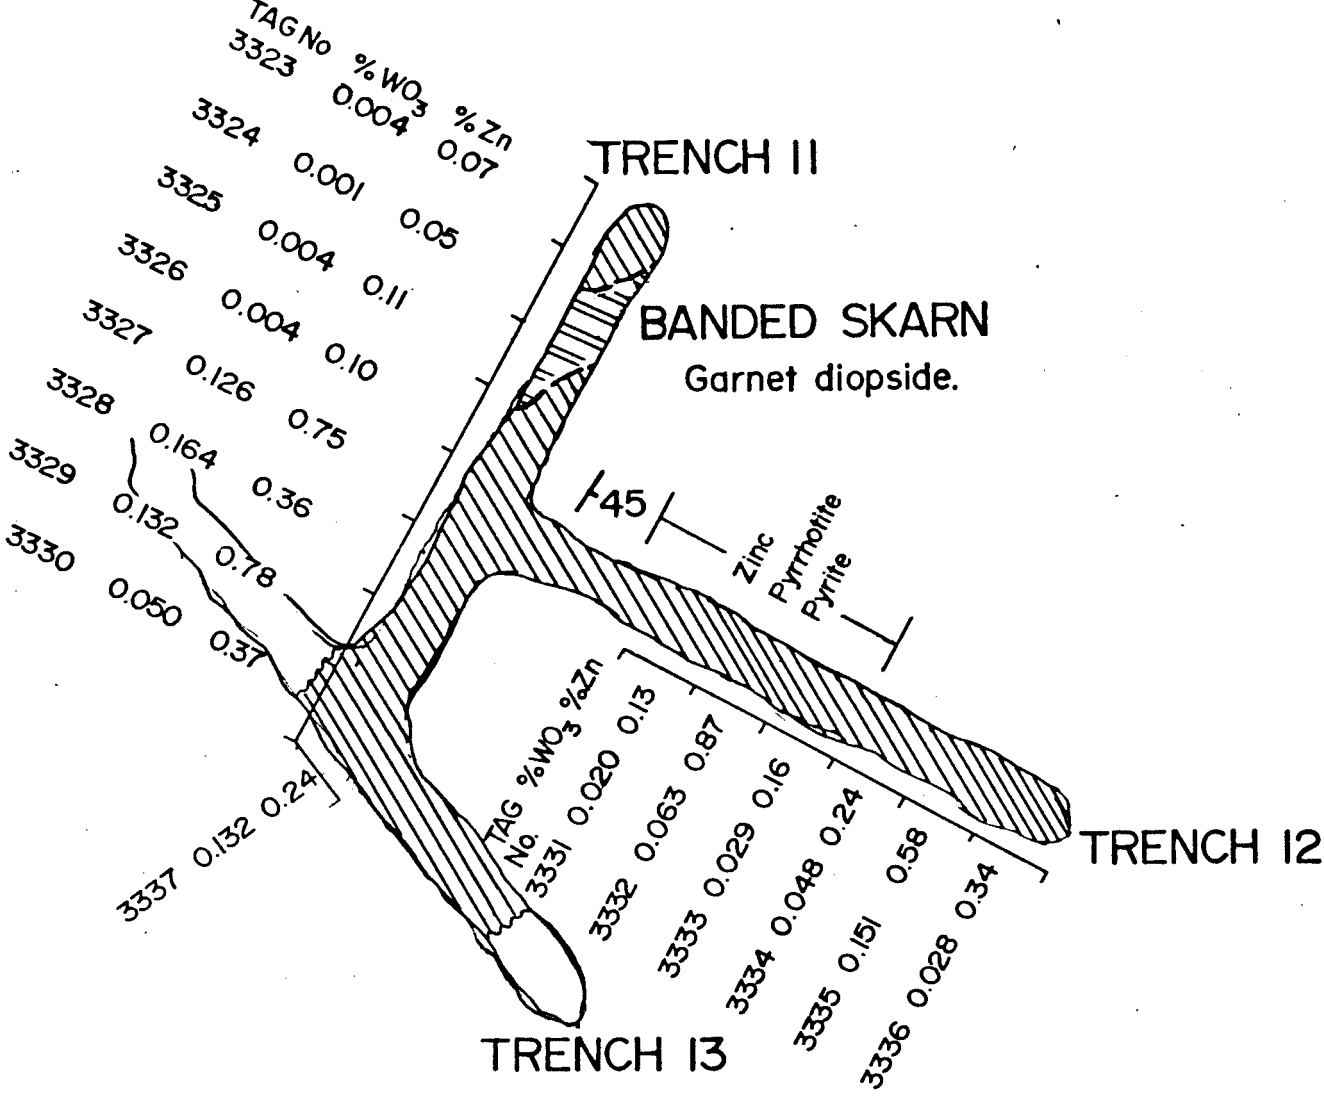 TAG No %WO3 %Zn
3323 0.004 0.07
3324 0.001 0.05
3325 0.004 0.11
3326 0.004 0.10
3327 0.126 0.75
3328 0.164 0.36
3329 0.132 0.78
3330 0.050 0.37
TRENCH 11
BANDED SKARN
Garnet diopside.
45
Zinc
Pyrrhotite
Pyrite
TAG No. %WO3 %Zn
3331 0.020 0.13
3332 0.063 0.87
3333 0.029 0.16
3334 0.048 0.24
3335 0.151 0.58
3336 0.028 0.34
TRENCH 12
3337 0.132 0.24
TRENCH 13